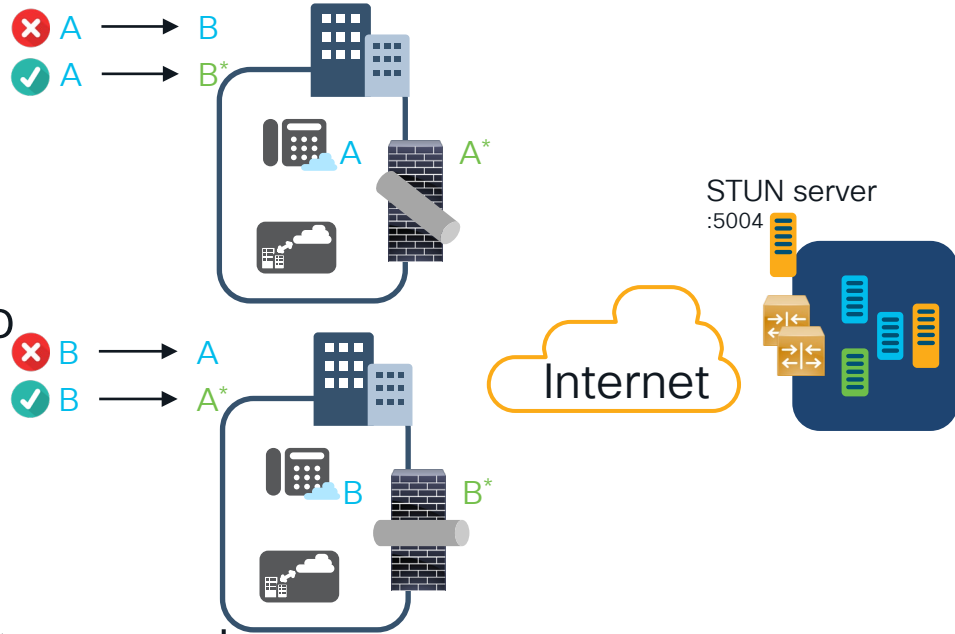 A B
A B*
A A*
STUN server
:5004
B A
B A*
Internet
B B*